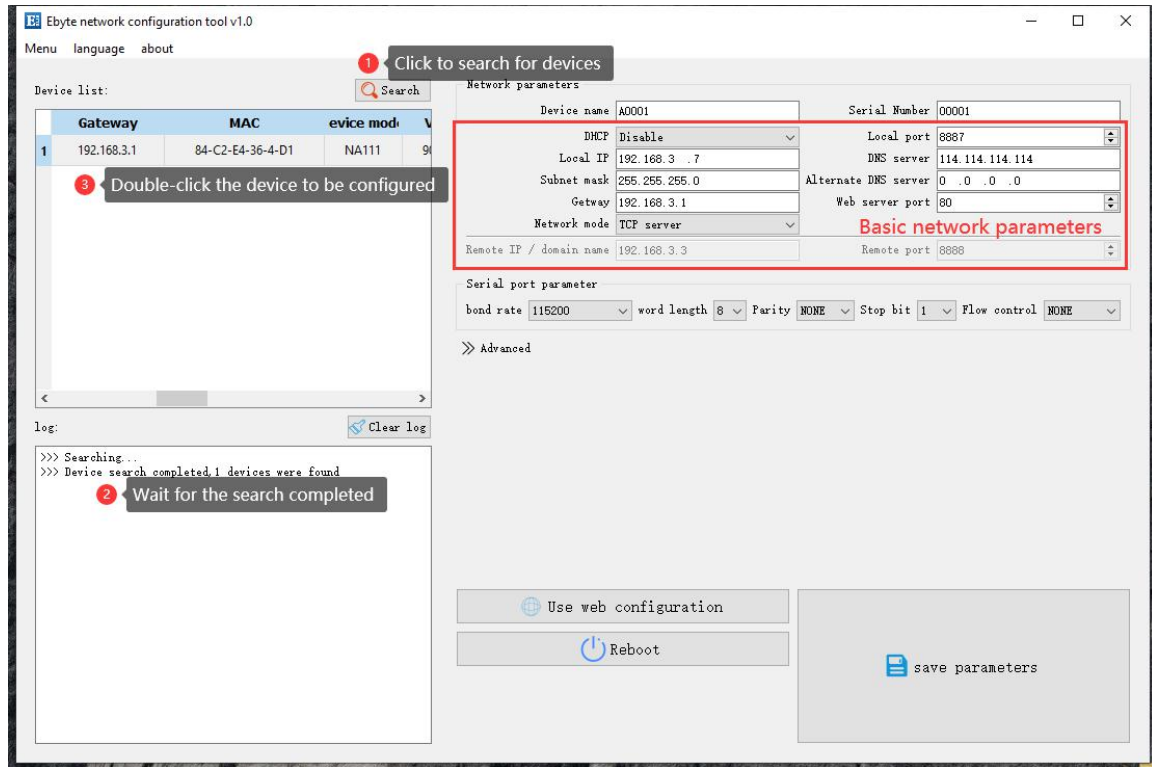 Ebyte network configuration tool v1.0
Menu language about
1 Click to search for devices
Device list:
Search
Gateway MAC evice mod V
1 192.168.3.1 84-C2-E4-36-4-D1 NA111 90
3 Double-click the device to be configured
log:
Clear log
>>> Searching...
>>> Device search completed,1 devices were found
2 Wait for the search completed
Network parameters
Device name A0001 Serial Number 00001
DHCP Disable Local port 8887
Local IP 192.168.3 .7 DNS server 114.114.114.114
Subnet mask 255.255.255.0 Alternate DNS server 0 .0 .0 .0
Getway 192.168.3.1 Web server port 80
Network mode TCP server Basic network parameters
Remote IP / domain name 192.168.3.3 Remote port 8888
Serial port parameter
bond rate 115200 word length 8 Parity NONE Stop bit 1 Flow control NONE
Advanced
Use web configuration
Reboot
save parameters